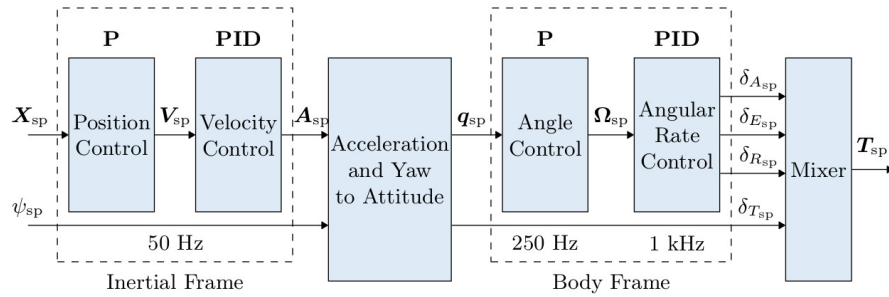 P
PID
P
PID
X_sp
Position
Control
V_sp
Velocity
Control
A_sp
Acceleration
and Yaw
to Attitude
q_sp
Angle
Control
Ω_sp
Angular
Rate
Control
δ_A_sp
δ_E_sp
δ_R_sp
δ_T_sp
Mixer
T_sp
ψ_sp
50 Hz
250 Hz
1 kHz
Inertial Frame
Body Frame